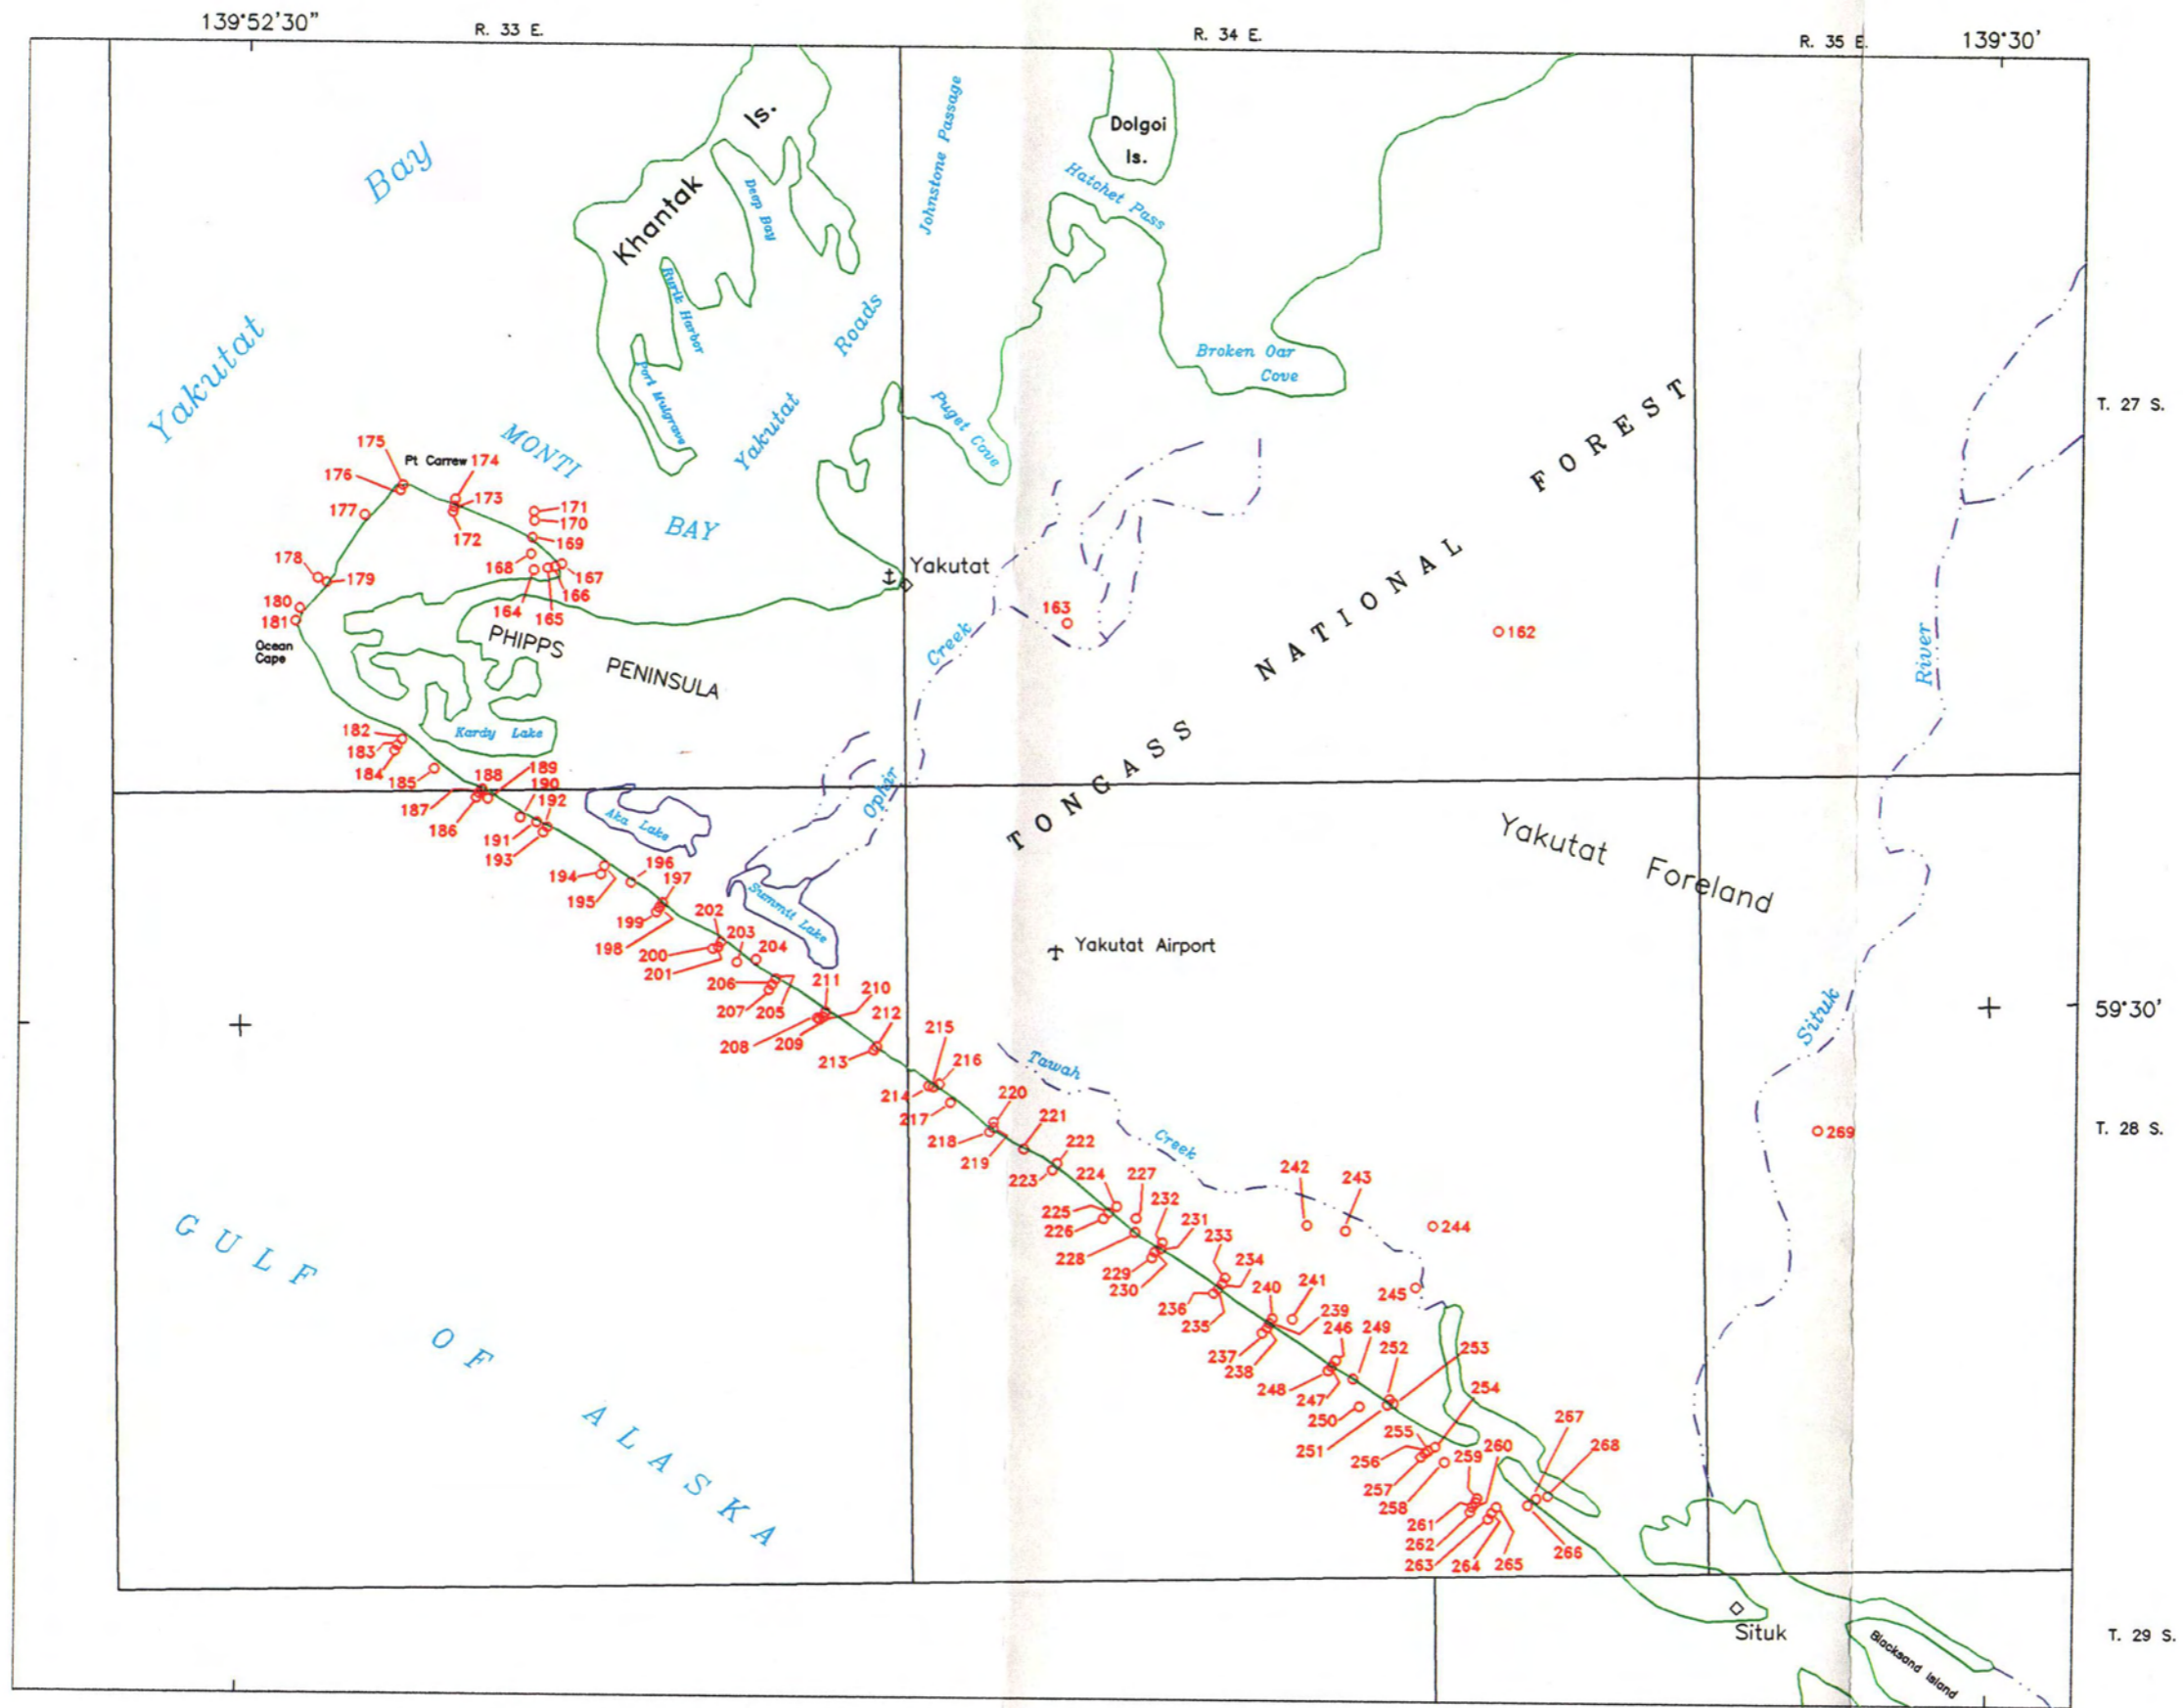 139°52'30"
R. 33 E.
R. 34 E.
R. 35 E.
139°30'
Is.
Johnstone Passage
Dolgoi
Is.
Bay
Hatchet Pass
Khantak
Deep Bay
Rurik Harbor
Roads
Yakutat
Broken Oar
Cove
Port Mulgrave
Yakutat
Puget Cove
T. 27 S.
FOREST
MONTI
175
Pt Carrew
174
176
173
177
171
170
BAY
172
169
168
167
178
179
166
Yakutat
164
165
180
181
163
162
NATIONAL
Ocean
Cape
PHIPPS
PENINSULA
Creek
River
182
183
184
185
Kardy Lake
188
189
190
187
192
186
191
193
Aka Lake
Ophir
TONGASS
Yakutat Foreland
194
196
195
197
Summit Lake
199
202
198
203
200
204
201
Yakutat Airport
206
211
210
207
205
212
208
209
213
59°30'
Situk
215
216
Tawah
214
220
217
221
218
222
219
223
Creek
T. 28 S.
269
224
227
242
243
225
232
226
231
244
228
233
229
234
230
240
241
245
236
239
235
246
249
237
252
253
238
248
254
247
250
267
255
251
260
268
256
259
257
258
261
262
266
263
264
265
GULF
OF
ALASKA
Situk
Blacksand Island
T. 29 S.